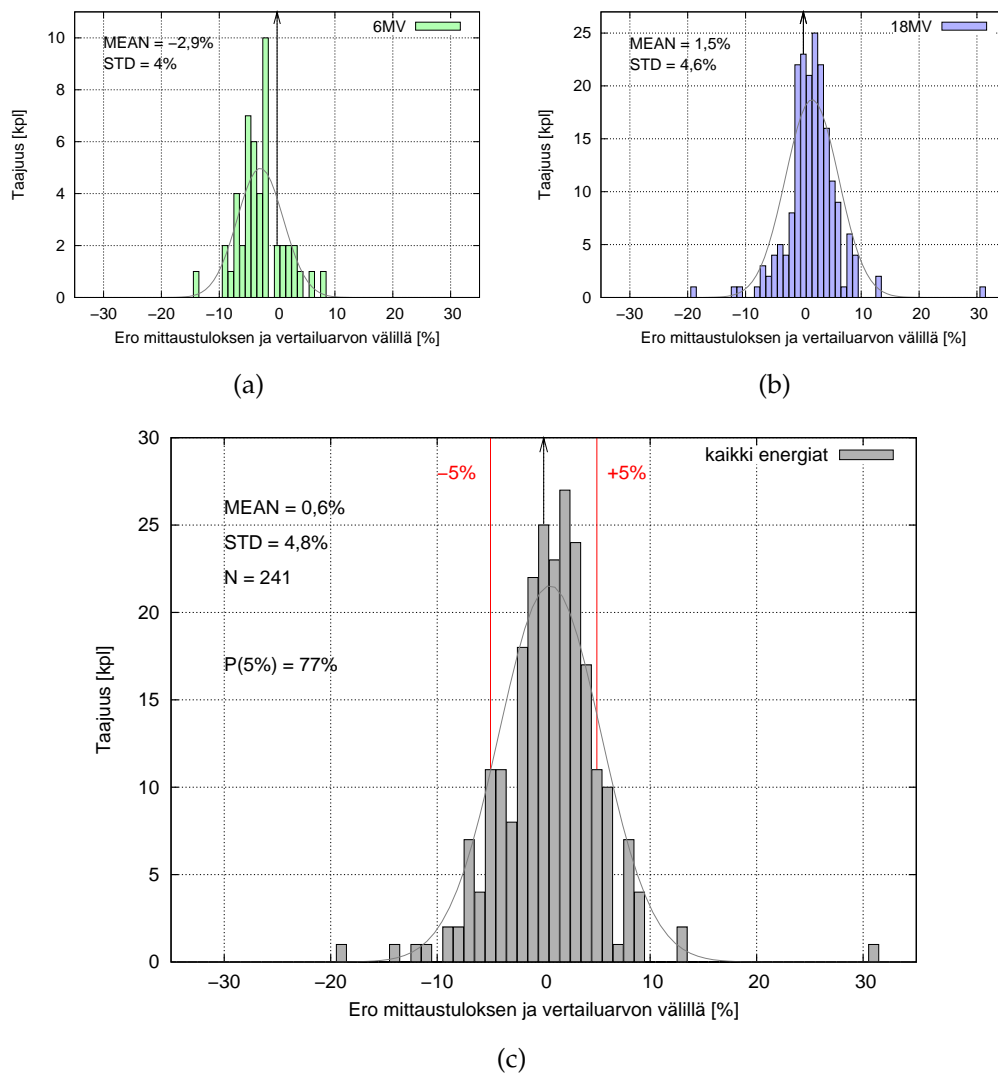 6MV
MEAN = −2,9%
STD = 4%
Taajuus [kpl]
10
8
6
4
2
0
−30 −20 −10 0 10 20 30
Ero mittaustuloksen ja vertailuarvon välillä [%]
(a)
18MV
MEAN = 1,5%
STD = 4,6%
Taajuus [kpl]
25
20
15
10
5
0
−30 −20 −10 0 10 20 30
Ero mittaustuloksen ja vertailuarvon välillä [%]
(b)
kaikki energiat
−5%
+5%
MEAN = 0,6%
STD = 4,8%
N = 241
P(5%) = 77%
Taajuus [kpl]
30
25
20
15
10
5
0
−30 −20 −10 0 10 20 30
Ero mittaustuloksen ja vertailuarvon välillä [%]
(c)